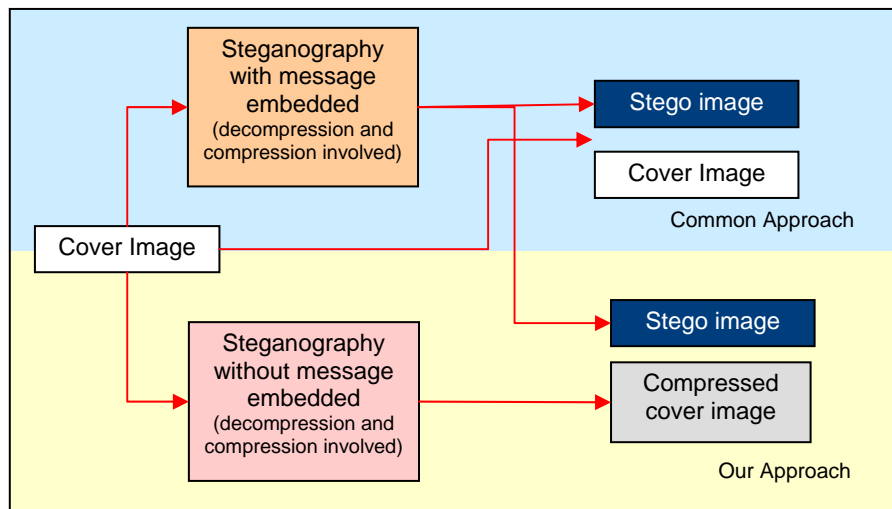 Steganography
with message
embedded
(decompression and
compression involved)
Stego image
Cover Image
Common Approach
Cover Image
Stego image
Steganography
without message
embedded
(decompression and
compression involved)
Compressed
cover image
Our Approach